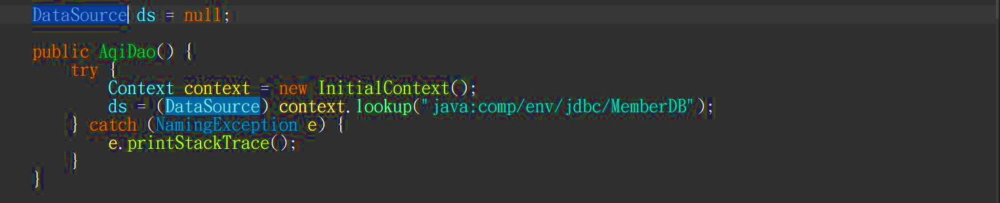 DataSource ds = null;
public AqiDao() {
try {
Context context = new InitialContext();
ds = (DataSource) context.lookup("java:comp/env/jdbc/MemberDB");
} catch (NamingException e) {
e.printStackTrace();
}
}